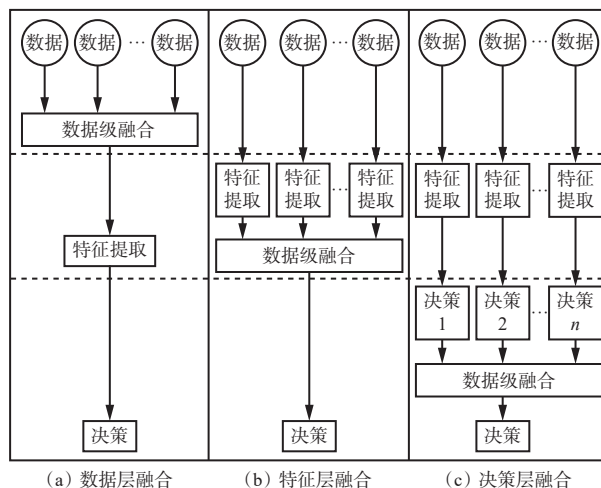 数据 数据 … 数据
数据级融合
特征提取
决策
(a) 数据层融合
数据 数据 … 数据
特征提取 特征提取 … 特征提取
数据级融合
决策
(b) 特征层融合
数据 数据 … 数据
特征提取 特征提取 … 特征提取
决策1 决策2 … 决策n
数据级融合
决策
(c) 决策层融合